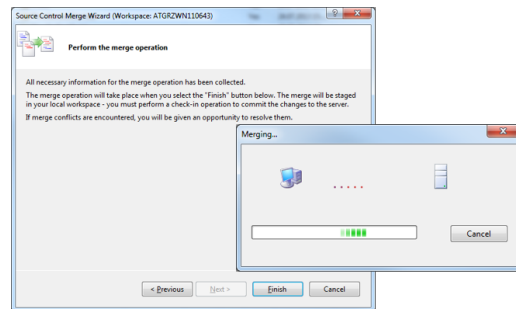 Source Control Merge Wizard (Workspace: ATGRZWN110643)
Perform the merge operation
All necessary information for the merge operation has been collected.
The merge operation will take place when you select the "Finish" button below. The merge will be staged
in your local workspace - you must perform a check-in operation to commit the changes to the server.
If merge conflicts are encountered, you will be given an opportunity to resolve them.
Merging...
Cancel
< Previous
Next >
Finish
Cancel